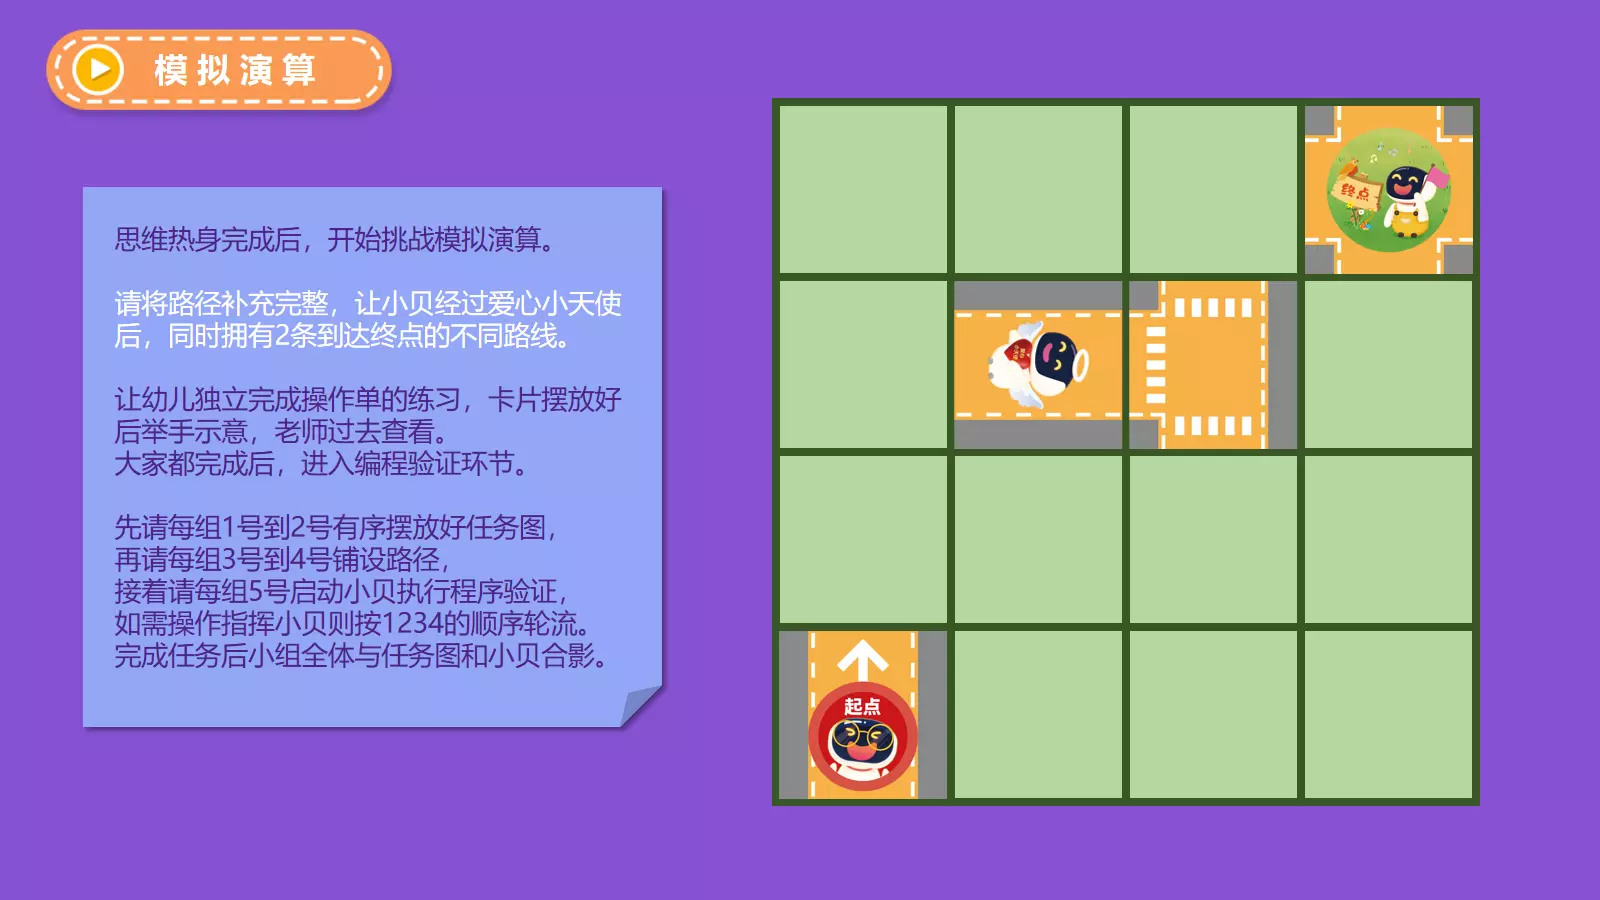 模拟演算
思维热身完成后，开始挑战模拟演算。
请将路径补充完整，让小贝经过爱心小天使
后，同时拥有2条到达终点的不同路线。
让幼儿独立完成操作单的练习，卡片摆放好
后举手示意，老师过去查看。
大家都完成后，进入编程验证环节。
先请每组1号到2号有序摆放好任务图，
再请每组3号到4号铺设路径，
接着请每组5号启动小贝执行程序验证，
如需操作指挥小贝则按1234的顺序轮流。
完成任务后小组全体与任务图和小贝合影。
终点
起点